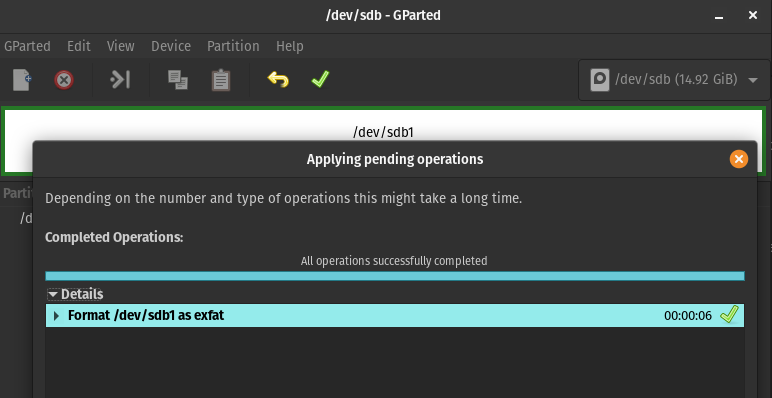 /dev/sdb - GParted
GParted Edit View Device Partition Help
/dev/sdb (14.92 GiB)
/dev/sdb1
Applying pending operations
Parti
/d
Depending on the number and type of operations this might take a long time.
Completed Operations:
All operations successfully completed
Details
Format /dev/sdb1 as exfat 00:00:06